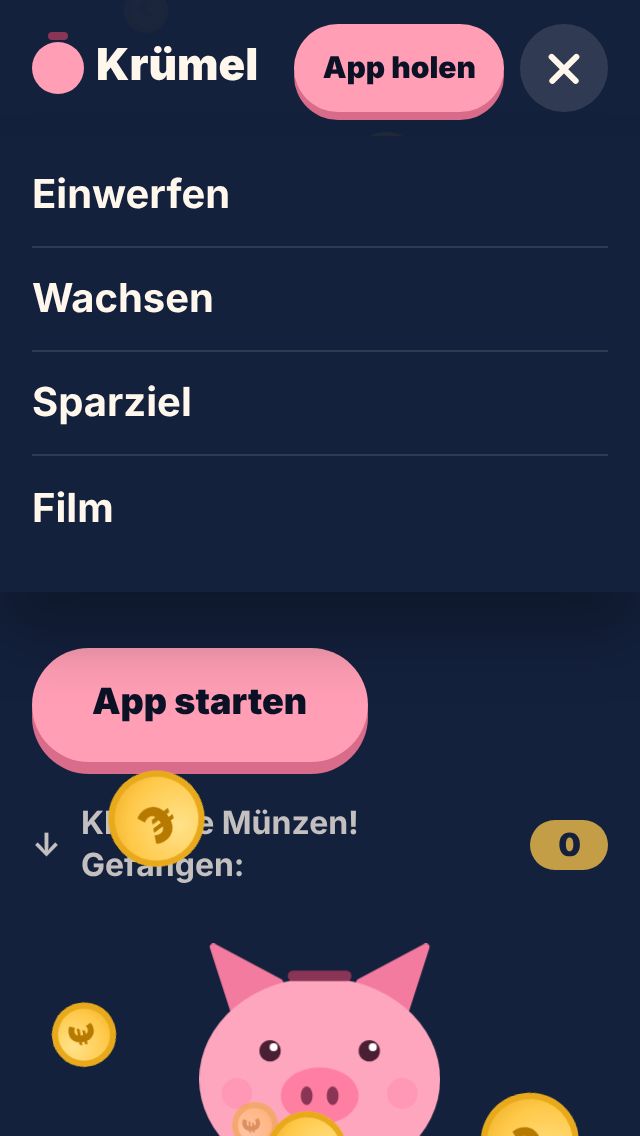 Krümel
App holen
Einwerfen
Wachsen
Sparziel
Film
App starten
Münzen!
Gefangen:
0